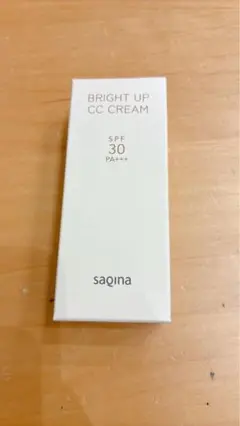 BRIGHT UP
CC CREAM
SPF
30
PA+++
saqina